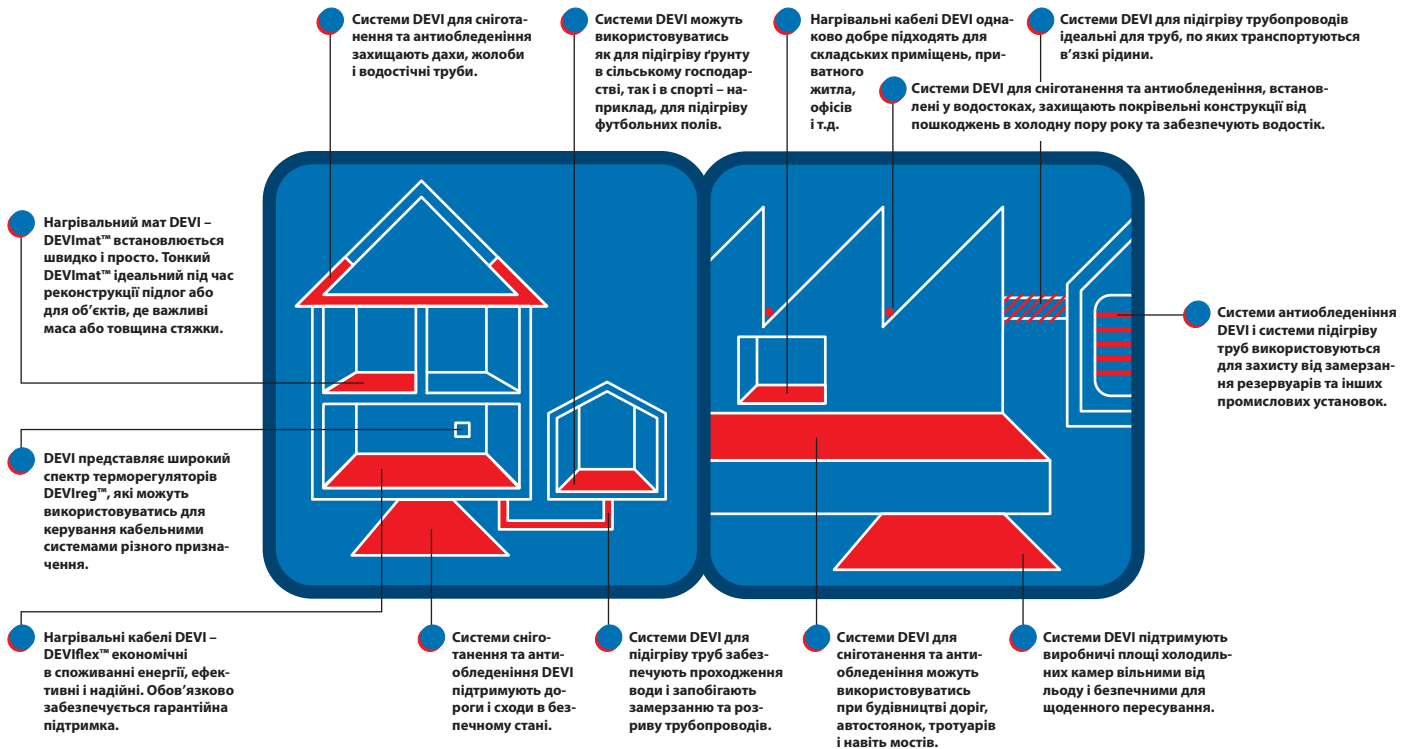 Системи DEVI для снігота-
нення та антиобледеніння
захищають дахи, жолоби
і водостічні труби.
Системи DEVI можуть
використовуватись
як для підігріву ґрунту
в сільському господар-
стві, так і в спорті – на-
приклад, для підігріву
футбольних полів.
Нагрівальні кабелі DEVI одна-
ково добре підходять для
складських приміщень, при-
ватного
житла,
офісів
і т.д.
Системи DEVI для підігріву трубопроводів
ідеальні для труб, по яких транспортуються
в’язкі рідини.
Системи DEVI для сніготанення та антиобледеніння, встанов-
лені у водостоках, захищають покрівельні конструкції від
пошкоджень в холодну пору року та забезпечують водостік.
Нагрівальний мат DEVI –
DEVImat™ встановлюється
швидко і просто. Тонкий
DEVImat™ ідеальний під час
реконструкції підлог або
для об’єктів, де важливі
маса або товщина стяжки.
Системи антиобледеніння
DEVI і системи підігріву
труб використовуються
для захисту від замерзан-
ня резервуарів та інших
промислових установок.
DEVI представляє широкий
спектр терморегуляторів
DEVIreg™, які можуть
використовуватись для
керування кабельними
системами різного призна-
чення.
Нагрівальні кабелі DEVI –
DEVIflex™ економічні
в споживанні енергії, ефек-
тивні і надійні. Обов’язково
забезпечується гарантійна
підтримка.
Системи сніго-
танення та анти-
обледеніння DEVI
підтримують до-
роги і сходи в без-
печному стані.
Системи DEVI для
підігріву труб забез-
печують проходження
води і запобігають
замерзанню та роз-
риву трубопроводів.
Системи DEVI для
сніготанення та анти-
обледеніння можуть
використовуватись
при будівництві доріг,
автостоянок, тротуарів
і навіть мостів.
Системи DEVI підтримують
виробничі площі холодиль-
них камер вільними від
льоду і безпечними для
щоденного пересування.